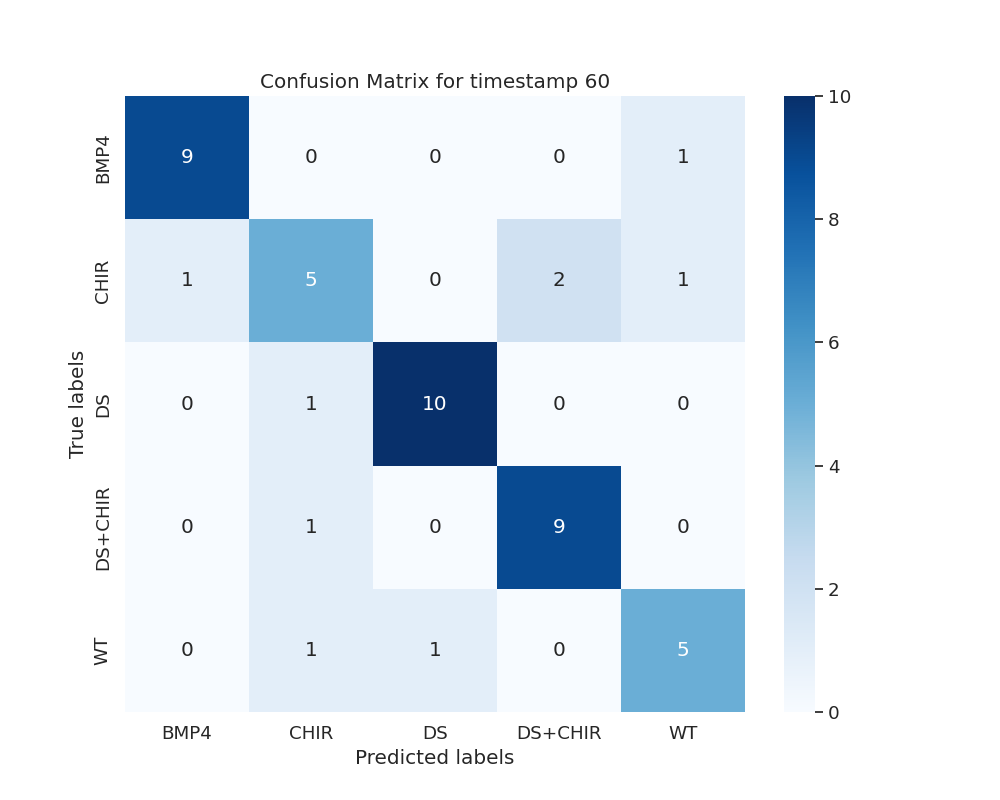 Confusion Matrix for timestamp 60
True labels
BMP4 9 0 0 0 1
CHIR 1 5 0 2 1
DS 0 1 10 0 0
DS+CHIR 0 1 0 9 0
WT 0 1 1 0 5
BMP4 CHIR DS DS+CHIR WT
Predicted labels
10
8
6
4
2
0